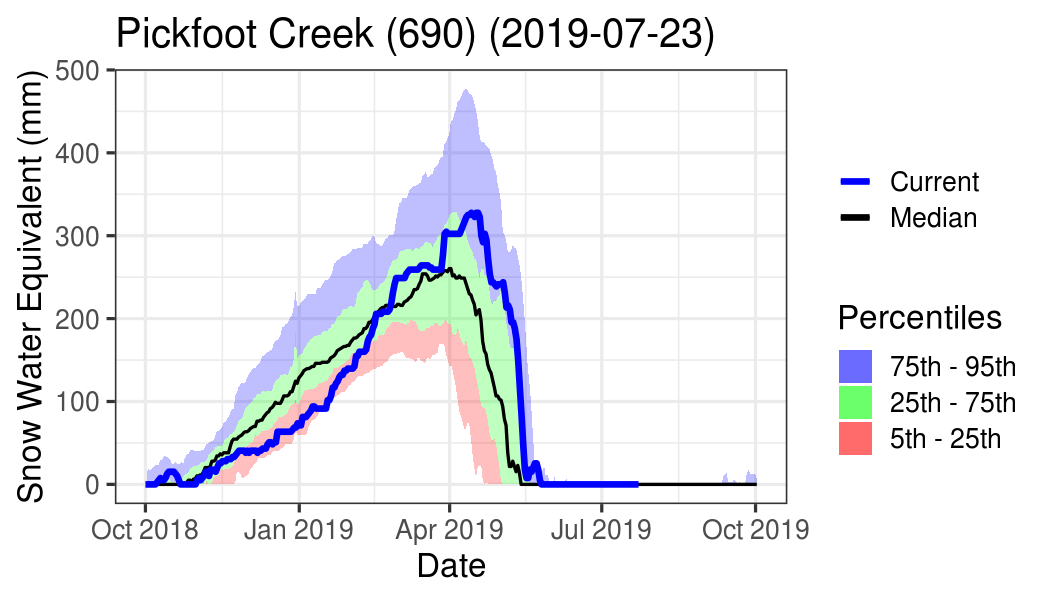 Pickfoot Creek (690) (2019-07-23)
Snow Water Equivalent (mm)
500
400
300
200
100
0
Oct 2018
Jan 2019
Apr 2019
Jul 2019
Oct 2019
Date
Current
Median
Percentiles
75th - 95th
25th - 75th
5th - 25th